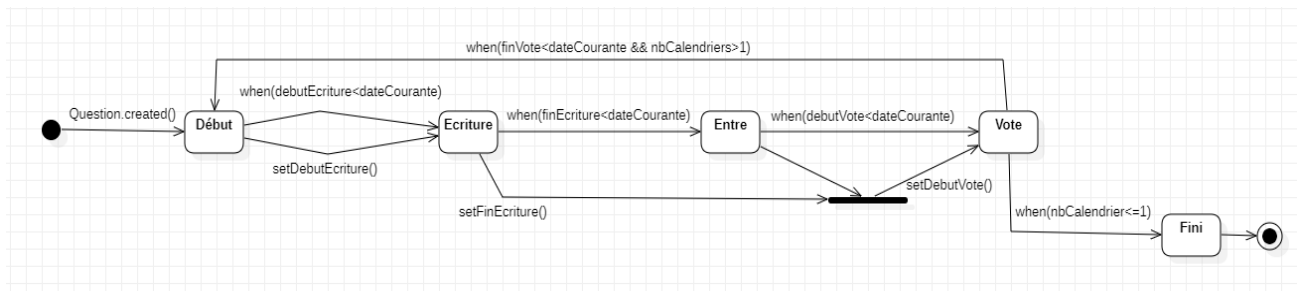 when(finVote<dateCourante && nbCalendriers>1)
when(debutEcriture<dateCourante)
Question.created()
Début
Ecriture
when(finEcriture<dateCourante)
Entre
when(debutVote<dateCourante)
Vote
setDebutEcriture()
setDebutVote()
setFinEcriture()
when(nbCalendrier<=1)
Fini